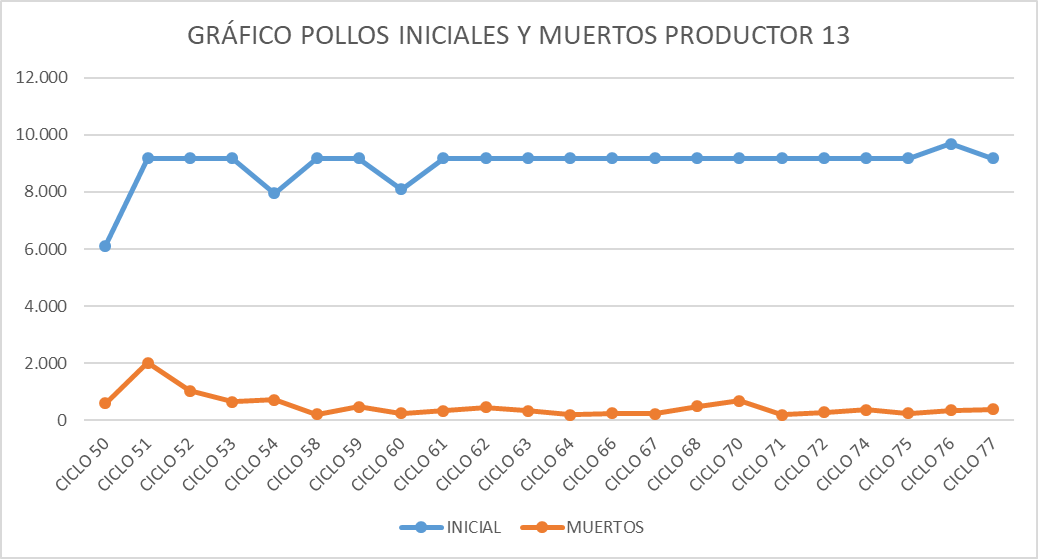 GRÁFICO POLLOS INICIALES Y MUERTOS PRODUCTOR 13
12.000
10.000
8.000
6.000
4.000
2.000
0
CICLO 50
CICLO 51
CICLO 52
CICLO 53
CICLO 54
CICLO 58
CICLO 59
CICLO 60
CICLO 61
CICLO 62
CICLO 63
CICLO 64
CICLO 66
CICLO 67
CICLO 68
CICLO 70
CICLO 71
CICLO 72
CICLO 74
CICLO 75
CICLO 76
CICLO 77
INICIAL
MUERTOS